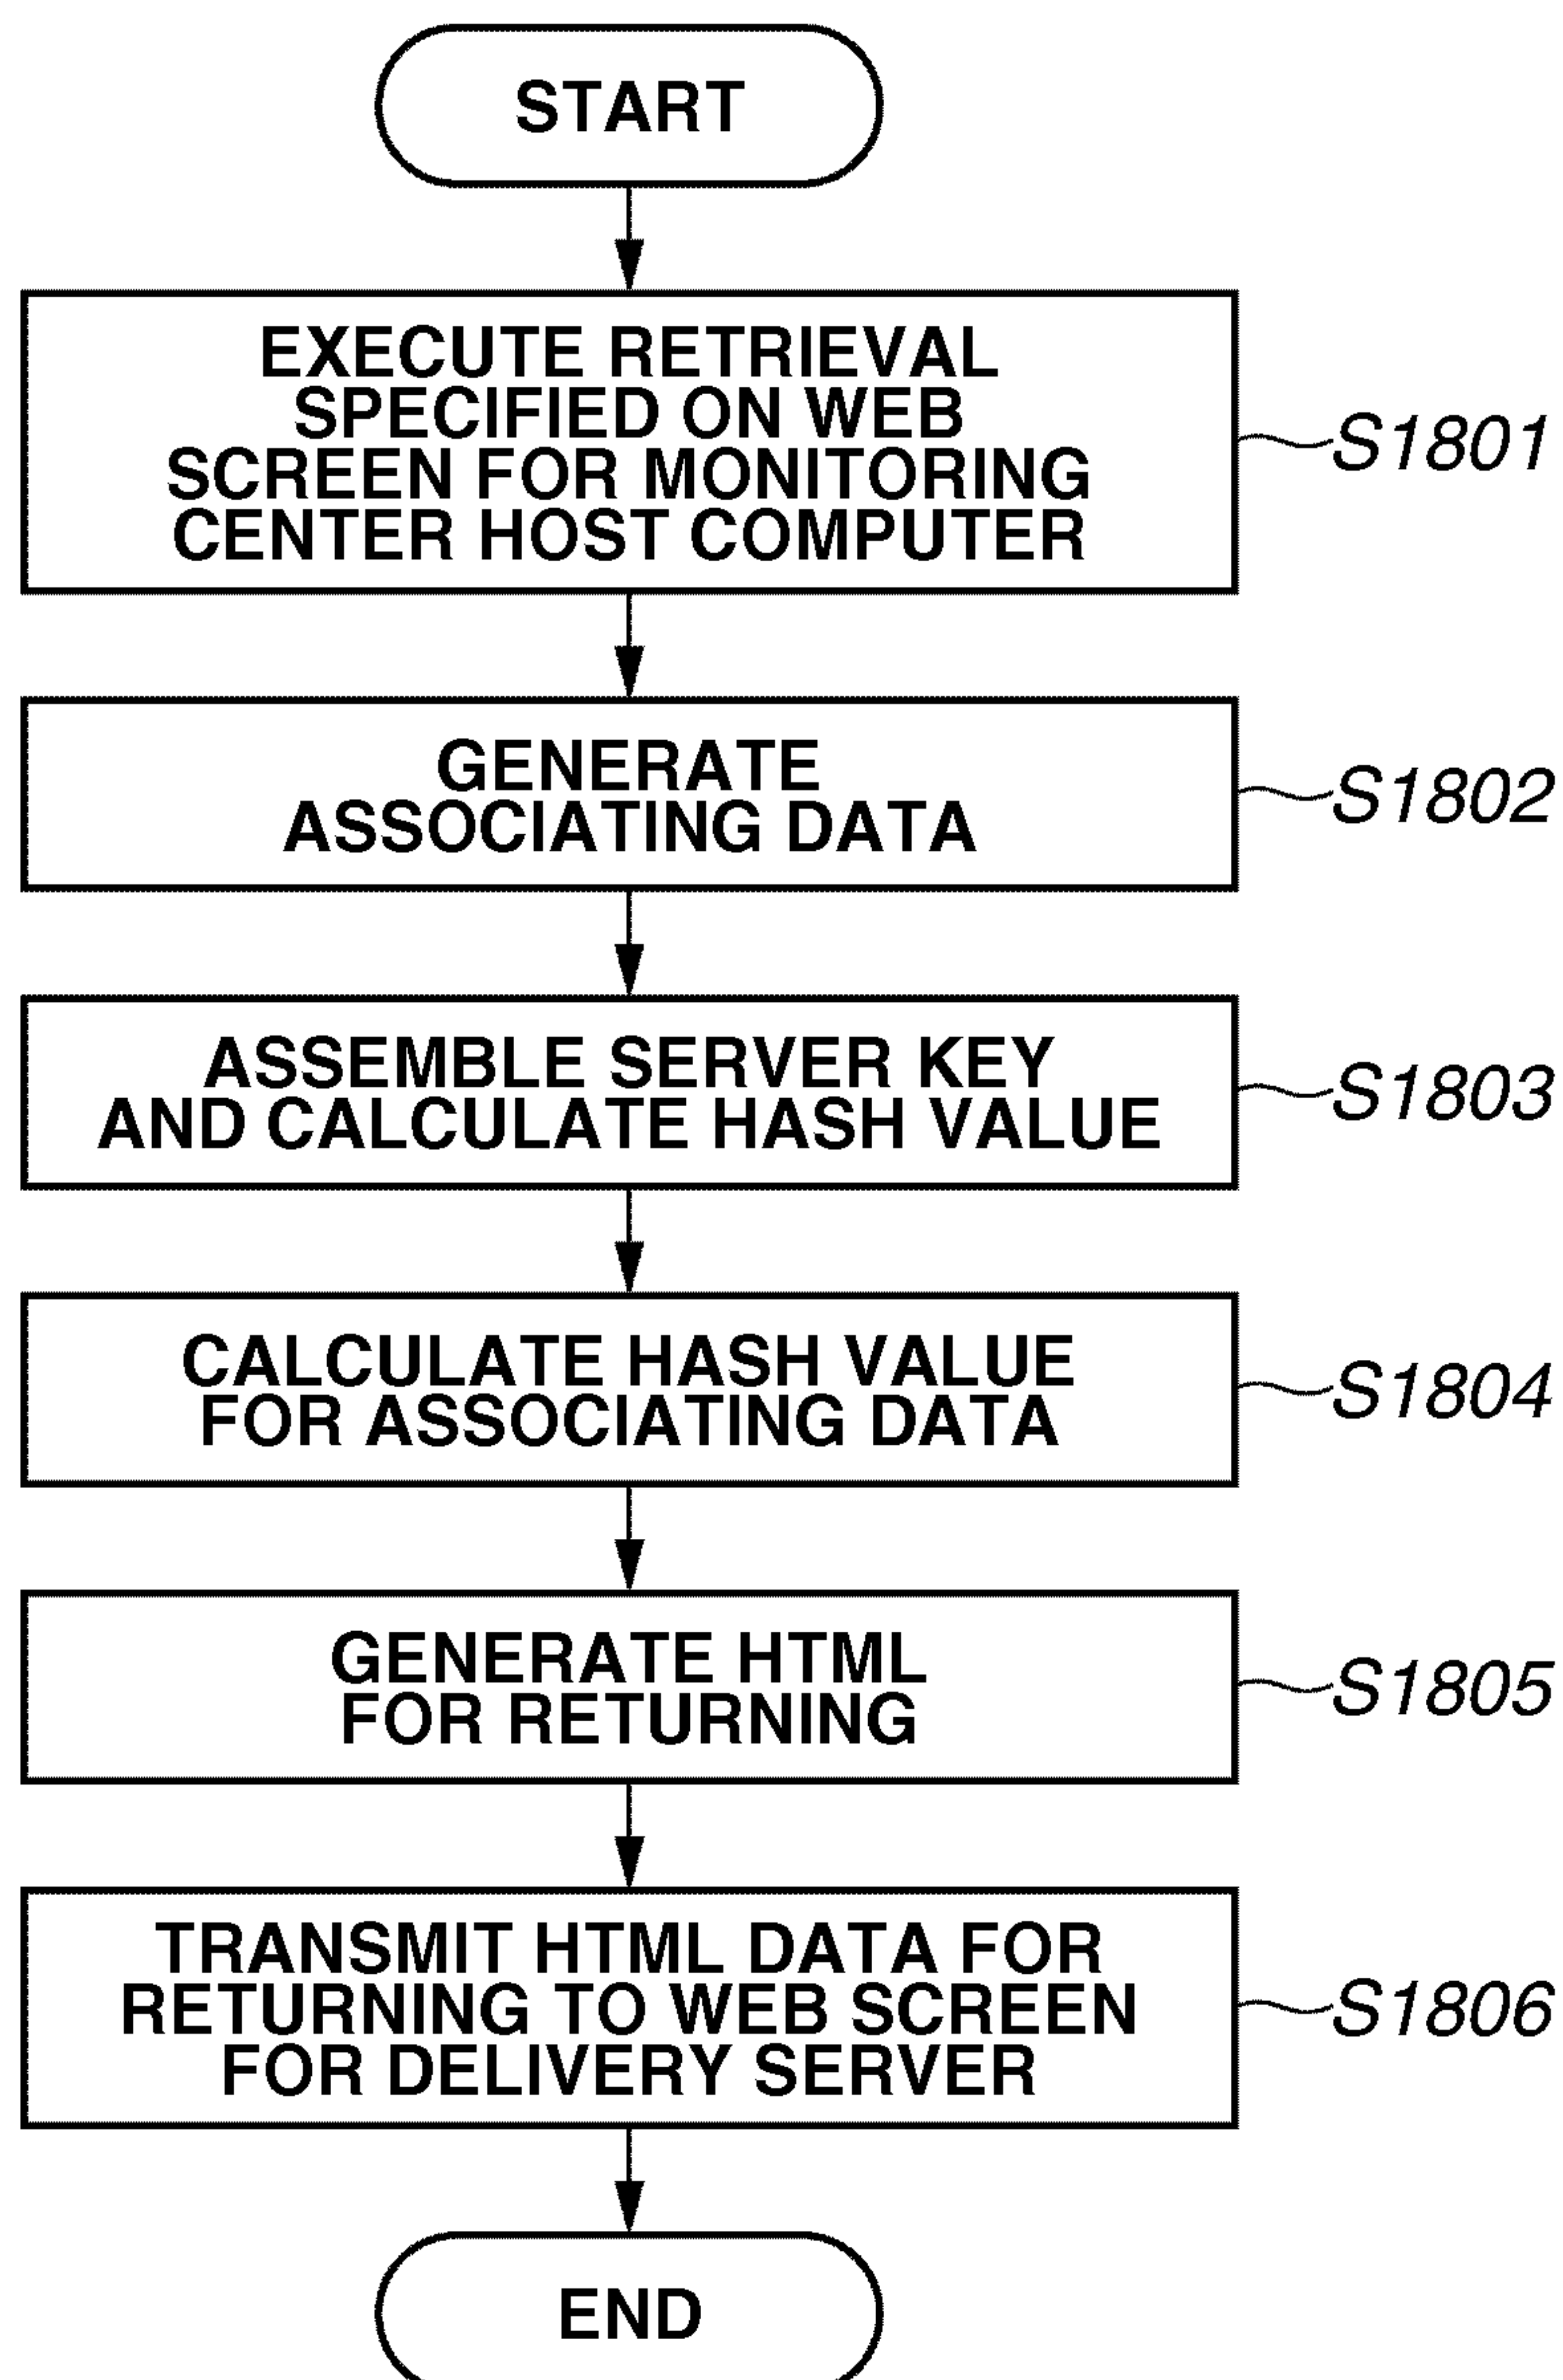 START
EXECUTE RETRIEVAL
SPECIFIED ON WEB
SCREEN FOR MONITORING
CENTER HOST COMPUTER
S1801
GENERATE
ASSOCIATING DATA
S1802
ASSEMBLE SERVER KEY
AND CALCULATE HASH VALUE
S1803
CALCULATE HASH VALUE
FOR ASSOCIATING DATA
S1804
GENERATE HTML
FOR RETURNING
S1805
TRANSMIT HTML DATA FOR
RETURNING TO WEB SCREEN
FOR DELIVERY SERVER
S1806
END